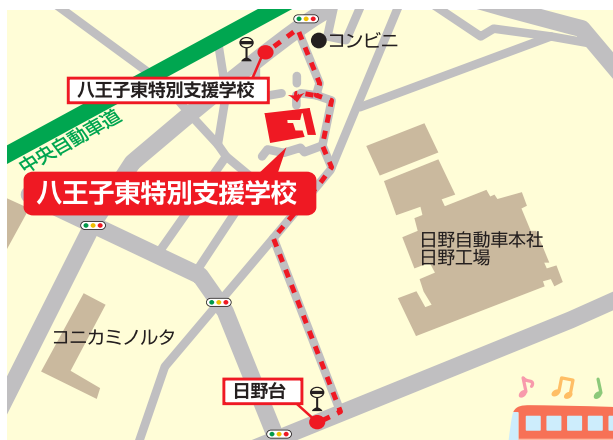 コンビニ
八王子東特別支援学校
中央自動車道
八王子東特別支援学校
日野自動車本社
日野工場
コニカミノルタ
日野台